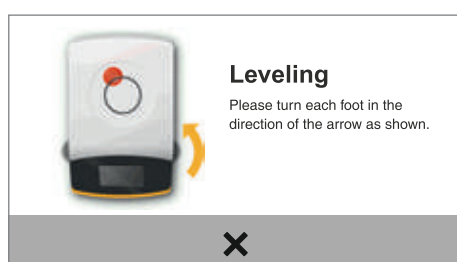 Leveling
Please turn each foot in the
direction of the arrow as shown.